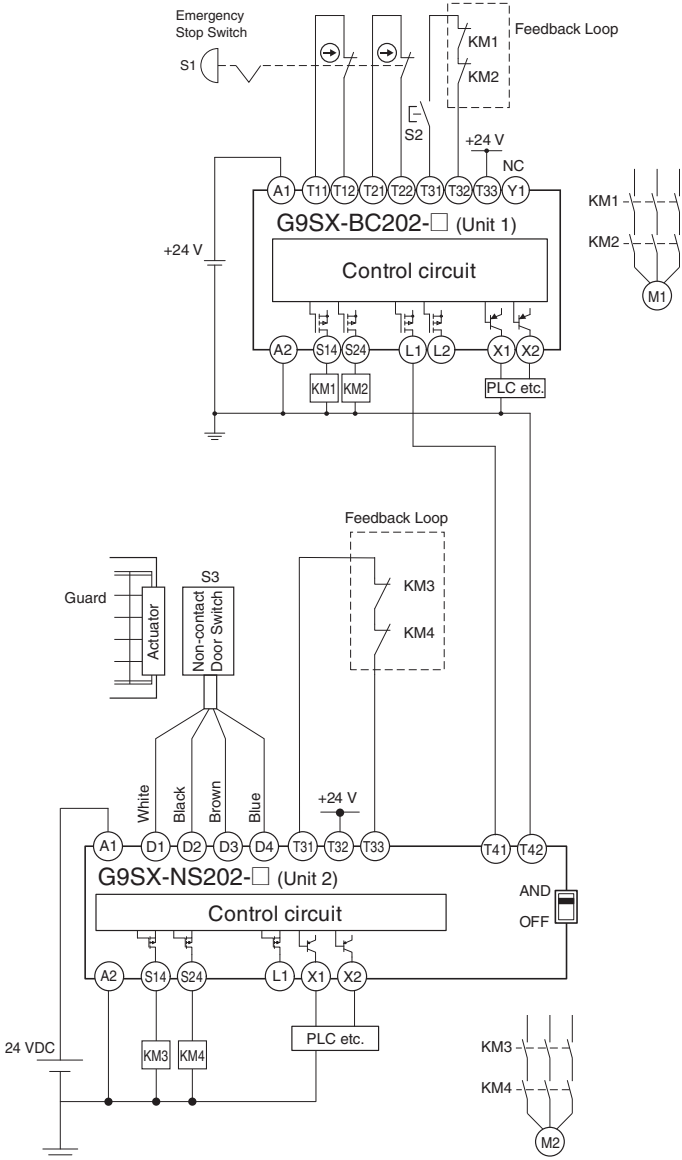 Emergency
Stop Switch
S1
KM1
KM2
Feedback Loop
S2
+24 V
NC
A1 T11 T12 T21 T22 T31 T32 T33 Y1
G9SX-BC202-□ (Unit 1)
Control circuit
+24 V
A2 S14 S24 L1 L2 X1 X2
KM1 KM2
PLC etc.
KM1
KM2
M1
Feedback Loop
KM3
KM4
Guard
Actuator
S3
Non-contact
Door Switch
White
Black
Brown
Blue
+24 V
A1 D1 D2 D3 D4 T31 T32 T33 T41 T42
G9SX-NS202-□ (Unit 2)
Control circuit
AND
OFF
A2 S14 S24 L1 X1 X2
24 VDC
KM3 KM4
PLC etc.
KM3
KM4
M2